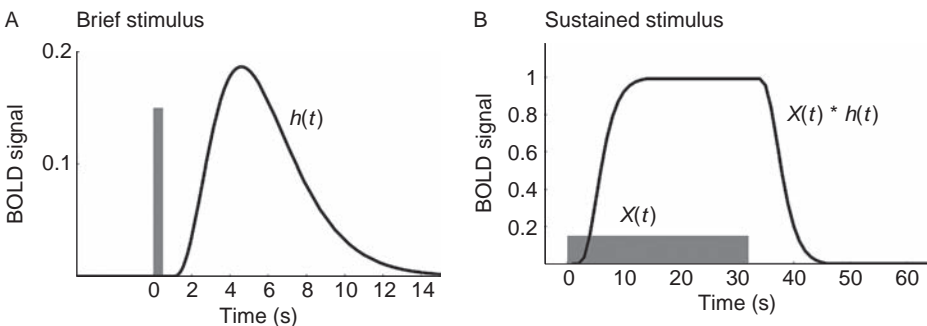 A Brief stimulus
0.2
0.1
BOLD signal
h(t)
0 2 4 6 8 10 12 14
Time (s)
B Sustained stimulus
1
0.8
0.6
0.4
0.2
BOLD signal
X(t) * h(t)
X(t)
0 10 20 30 40 50 60
Time (s)